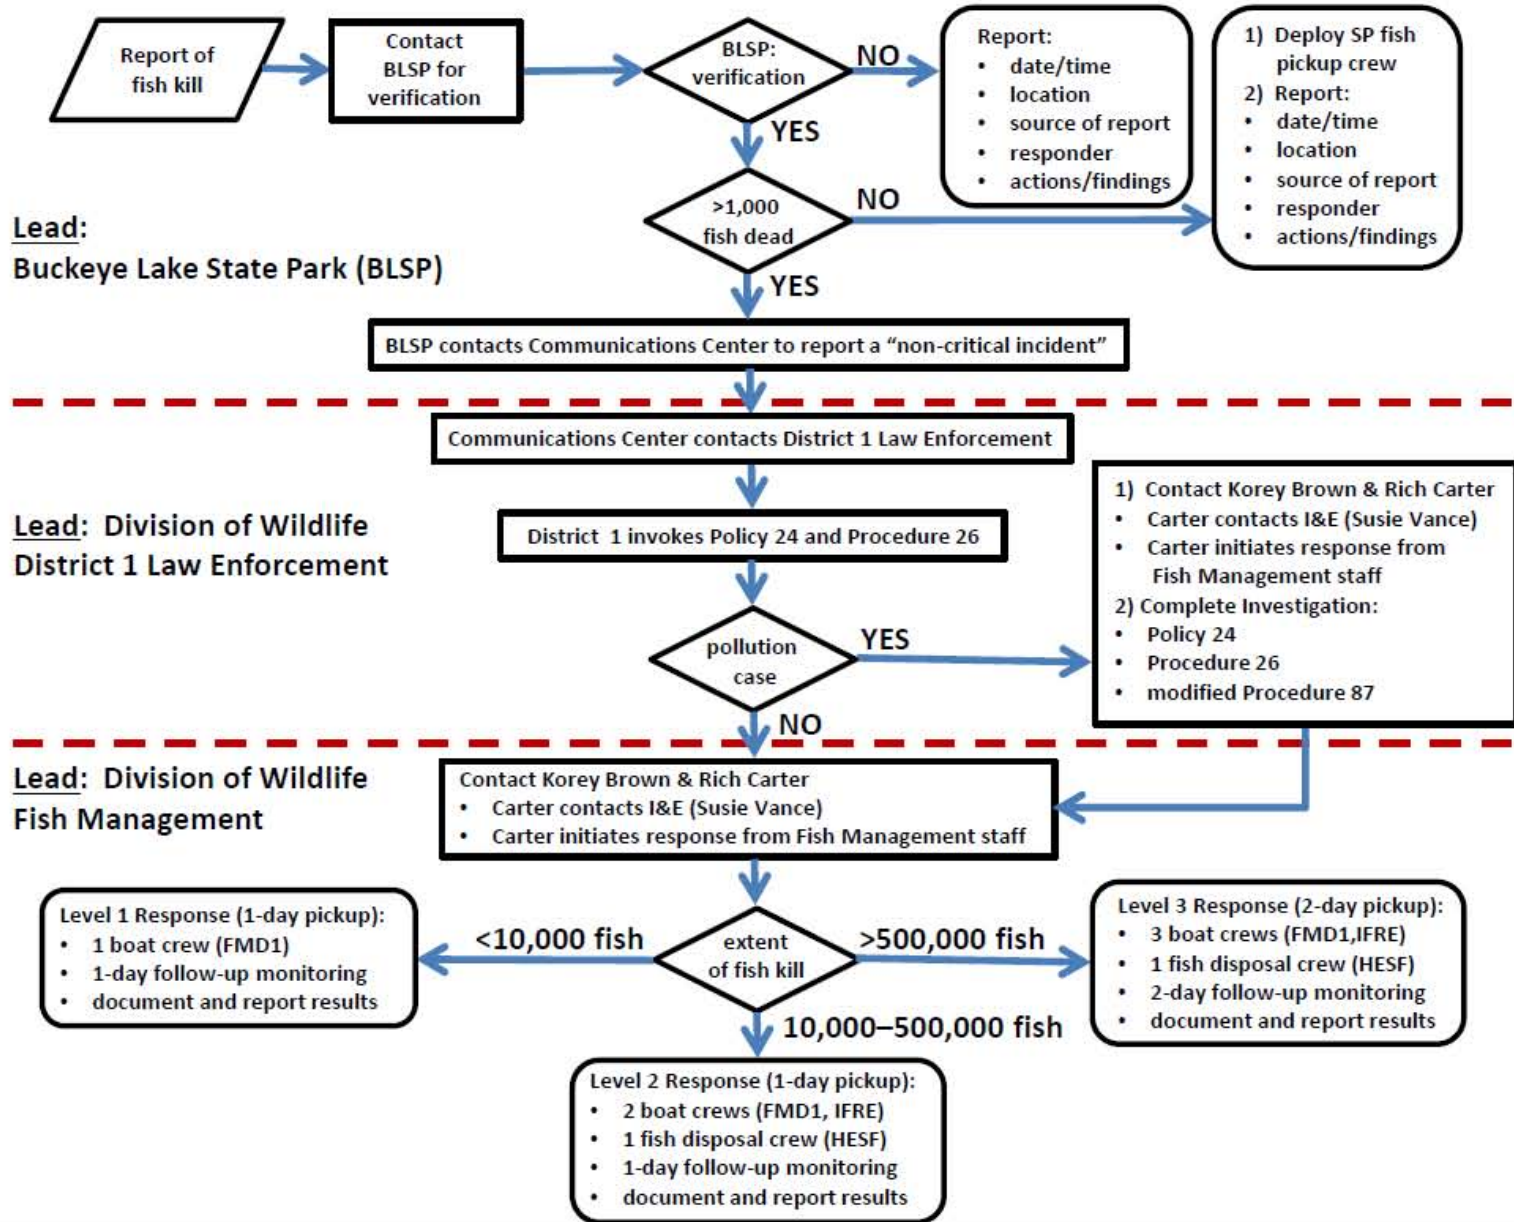 Report of
fish kill
Contact
BLSP for
verification
BLSP:
verification
NO
Report:
• date/time
• location
• source of report
• responder
• actions/findings
1) Deploy SP fish
pickup crew
2) Report:
• date/time
• location
• source of report
• responder
• actions/findings
YES
>1,000
fish dead
NO
Lead:
Buckeye Lake State Park (BLSP)
YES
BLSP contacts Communications Center to report a “non-critical incident”
Communications Center contacts District 1 Law Enforcement
Lead: Division of Wildlife
District 1 Law Enforcement
District 1 invokes Policy 24 and Procedure 26
pollution
case
YES
1) Contact Korey Brown & Rich Carter
• Carter contacts I&E (Susie Vance)
• Carter initiates response from
Fish Management staff
2) Complete Investigation:
• Policy 24
• Procedure 26
• modified Procedure 87
NO
Lead: Division of Wildlife
Fish Management
Contact Korey Brown & Rich Carter
• Carter contacts I&E (Susie Vance)
• Carter initiates response from Fish Management staff
extent
of fish kill
<10,000 fish
Level 1 Response (1-day pickup):
• 1 boat crew (FMD1)
• 1-day follow-up monitoring
• document and report results
>500,000 fish
Level 3 Response (2-day pickup):
• 3 boat crews (FMD1,IFRE)
• 1 fish disposal crew (HESF)
• 2-day follow-up monitoring
• document and report results
10,000–500,000 fish
Level 2 Response (1-day pickup):
• 2 boat crews (FMD1, IFRE)
• 1 fish disposal crew (HESF)
• 1-day follow-up monitoring
• document and report results